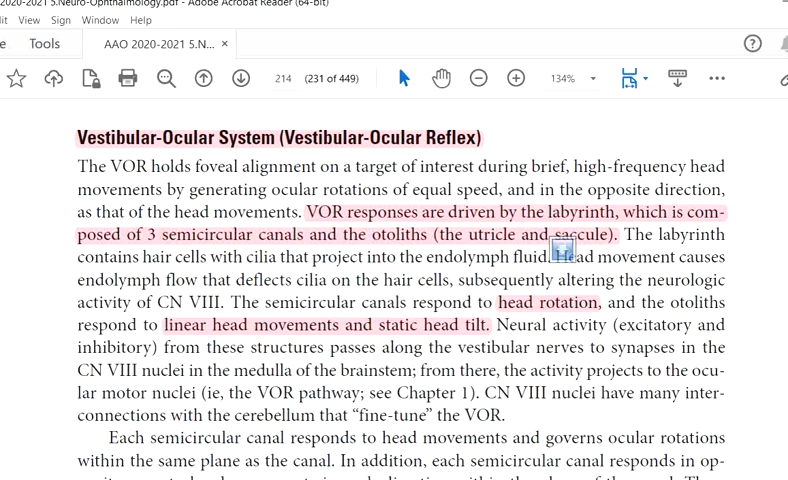 2020-2021 5.Neuro-Ophthalmology.pdf - Adobe Acrobat Reader (64-bit)
View Sign Window Help
Tools AAO 2020-2021 5.N... ×
214 (231 of 449) 134%
Vestibular-Ocular System (Vestibular-Ocular Reflex)
The VOR holds foveal alignment on a target of interest during brief, high-frequency head
movements by generating ocular rotations of equal speed, and in the opposite direction,
as that of the head movements. VOR responses are driven by the labyrinth, which is com-
posed of 3 semicircular canals and the otoliths (the utricle and saccule). The labyrinth
contains hair cells with cilia that project into the endolymph fluid. Head movement causes
endolymph flow that deflects cilia on the hair cells, subsequently altering the neurologic
activity of CN VIII. The semicircular canals respond to head rotation, and the otoliths
respond to linear head movements and static head tilt. Neural activity (excitatory and
inhibitory) from these structures passes along the vestibular nerves to synapses in the
CN VIII nuclei in the medulla of the brainstem; from there, the activity projects to the ocu-
lar motor nuclei (ie, the VOR pathway; see Chapter 1). CN VIII nuclei have many inter-
connections with the cerebellum that “fine-tune” the VOR.
Each semicircular canal responds to head movements and governs ocular rotations
within the same plane as the canal. In addition, each semicircular canal responds in op-